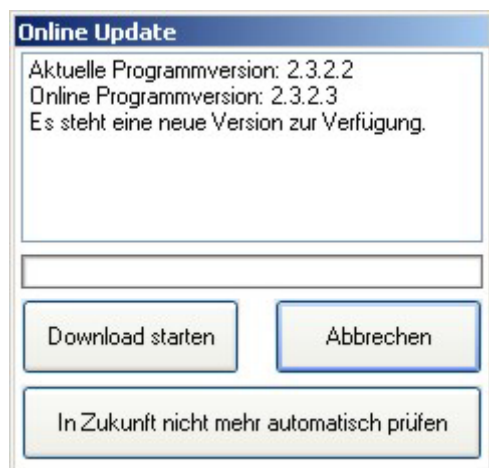 Online Update
Aktuelle Programmversion: 2.3.2.2
Online Programmversion: 2.3.2.3
Es steht eine neue Version zur Verfügung.
Download starten
Abbrechen
In Zukunft nicht mehr automatisch prüfen